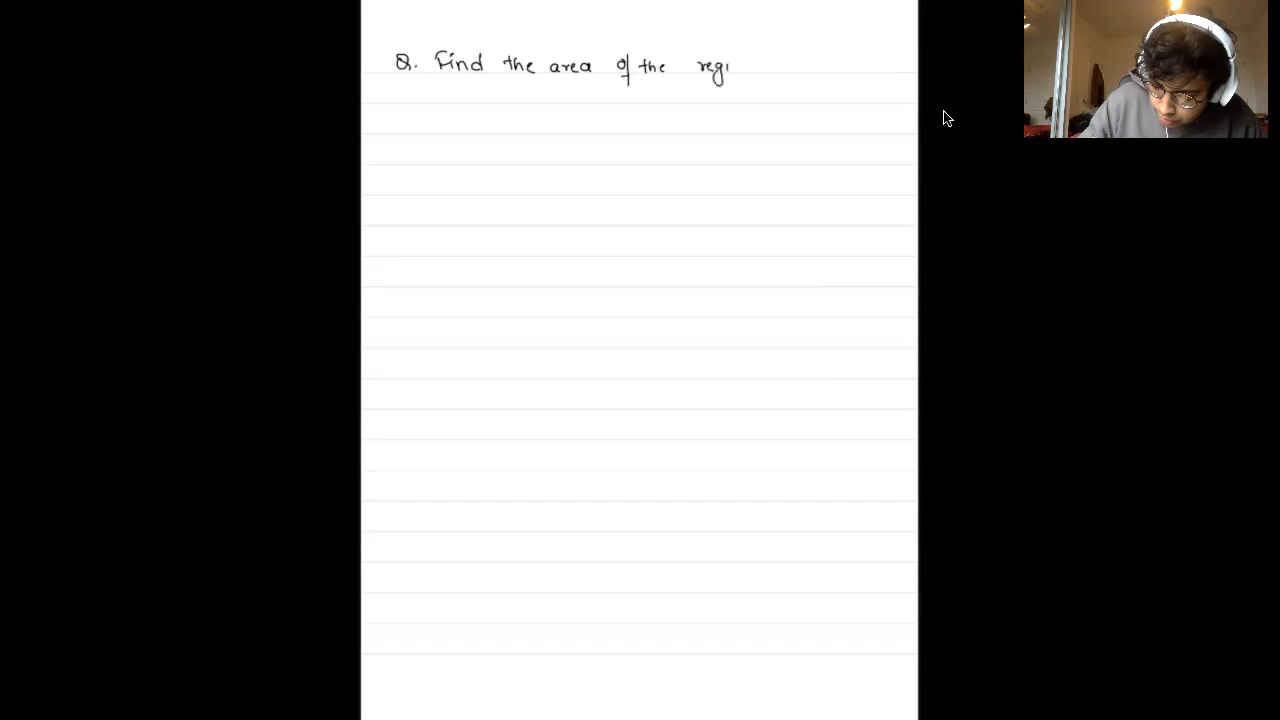 Q. Find the area of the regi